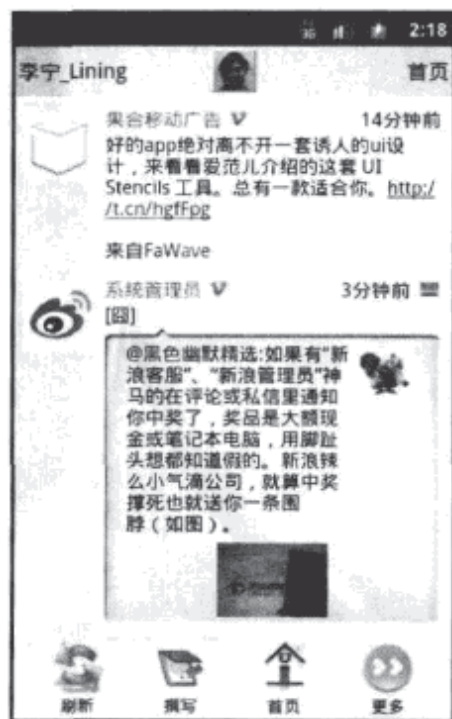 3G 2:18
李宁_Lining 首页
果合移动广告 V 14分钟前
好的app绝对离不开一套诱人的ui设
计，来看看爱范儿介绍的这套 UI
Stencils 工具。总有一款适合你。http:/
/t.cn/hgfFpg
来自FaWave
系统管理员 V 3分钟前
[囧]
@黑色幽默精选:如果有“新
浪客服”、“新浪管理员”神
马的在评论或私信里通知
你中奖了，奖品是大额现
金或笔记本电脑，用脚趾
头想都知道假的。新浪辣
么小气滴公司，就算中奖
撑死也就送你一条围
脖（如图）。
刷新 撰写 首页 更多